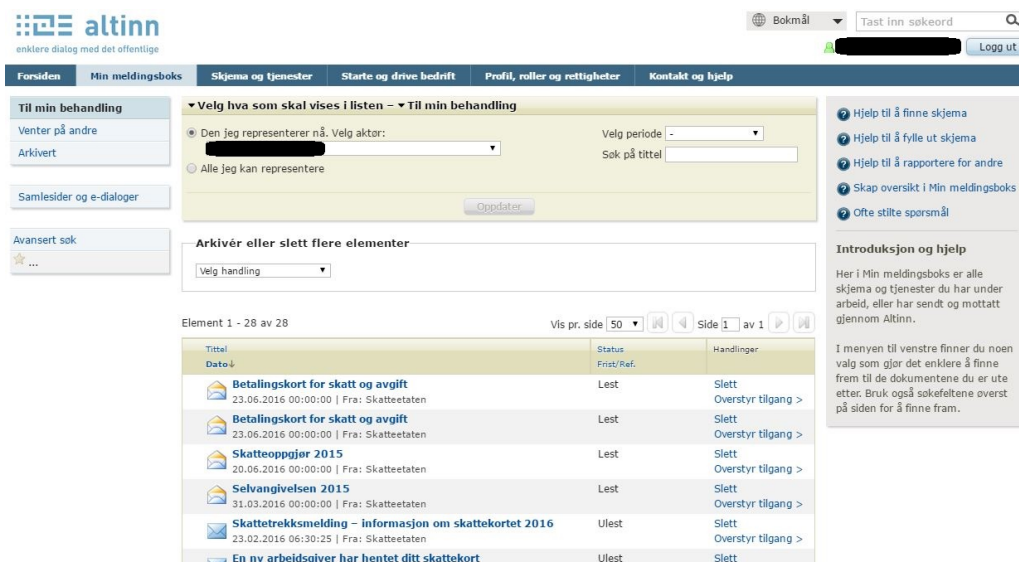 altinn
enklere dialog med det offentlige
Bokmål
Tast inn søkeord
Logg ut
Forsiden Min meldingsboks Skjema og tjenester Starte og drive bedrift Profil, roller og rettigheter Kontakt og hjelp
Til min behandling
Venter på andre
Arkivert
Samlesider og e-dialoger
Avansert søk
...
Velg hva som skal vises i listen – Til min behandling
Den jeg representerer nå. Velg aktør:
Alle jeg kan representere
Velg periode -
Søk på tittel
Oppdater
Arkivér eller slett flere elementer
Velg handling
Element 1 - 28 av 28
Vis pr. side 50 Side 1 av 1
Tittel Status Handlinger
Dato Frist/Ref.
Betalingskort for skatt og avgift Lest Slett
23.06.2016 00:00:00 | Fra: Skatteetaten Overstyr tilgang >
Betalingskort for skatt og avgift Lest Slett
23.06.2016 00:00:00 | Fra: Skatteetaten Overstyr tilgang >
Skatteoppgjør 2015 Lest Slett
20.06.2016 00:00:00 | Fra: Skatteetaten Overstyr tilgang >
Selvangivelsen 2015 Lest Slett
31.03.2016 00:00:00 | Fra: Skatteetaten Overstyr tilgang >
Skattetrekksmelding – informasjon om skattekortet 2016 Ulest Slett
23.02.2016 06:30:25 | Fra: Skatteetaten Overstyr tilgang >
En ny arbeidsgiver har hentet ditt skattekort Ulest Slett
Hjelp til å finne skjema
Hjelp til å fylle ut skjema
Hjelp til å rapportere for andre
Skap oversikt i Min meldingsboks
Ofte stilte spørsmål
Introduksjon og hjelp
Her i Min meldingsboks er alle
skjema og tjenester du har under
arbeid, eller har sendt og mottatt
gjennom Altinn.
I menyen til venstre finner du noen
valg som gjør det enklere å finne
frem til de dokumentene du er ute
etter. Bruk også søkefeltene øverst
på siden for å finne fram.